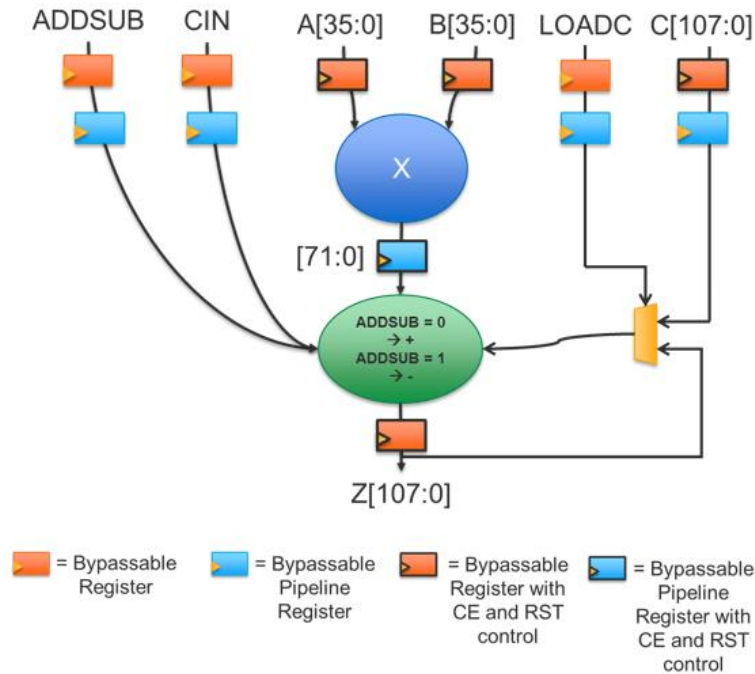 ADDSUB
CIN
A[35:0]
B[35:0]
LOADC
C[107:0]
X
[71:0]
ADDSUB = 0
→ +
ADDSUB = 1
→ -
Z[107:0]
= Bypassable
Register
= Bypassable
Pipeline
Register
= Bypassable
Register with
CE and RST
control
= Bypassable
Pipeline
Register with
CE and RST
control